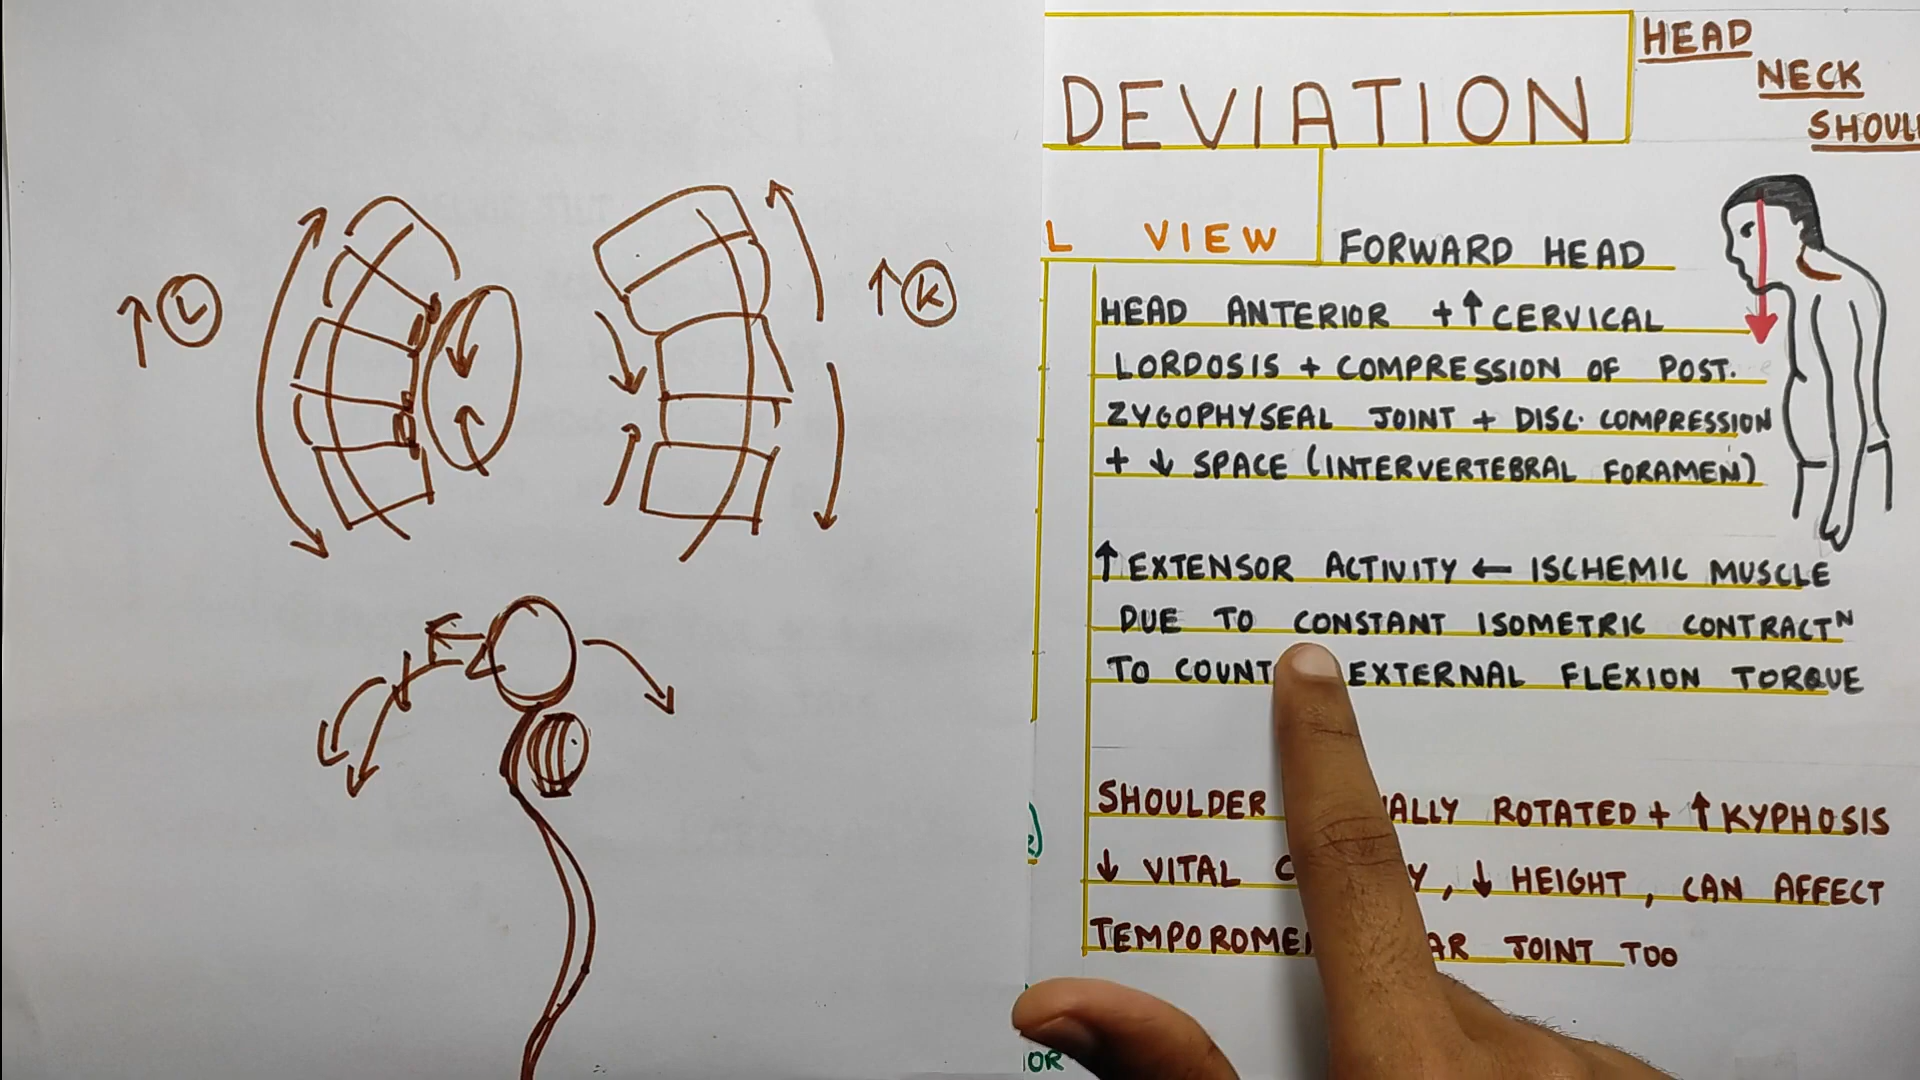 HEAD
NECK
DEVIATION
L VIEW
FORWARD HEAD
HEAD ANTERIOR + ↑ CERVICAL
LORDOSIS + COMPRESSION OF POST.
ZYGOPHYSEAL JOINT + DISC. COMPRESSION
+ ↓ SPACE (INTERVERTEBRAL FORAMEN)
↑ EXTENSOR ACTIVITY ← ISCHEMIC MUSCLE
DUE TO CONSTANT ISOMETRIC CONTRACTᴺ
TO EXTERNAL FLEXION TORQUE
SHOULDER ROTATED + ↑ KYPHOSIS
↓ VITAL , ↓ HEIGHT, CAN AFFECT
JOINT TOO
↑ L
↑ K